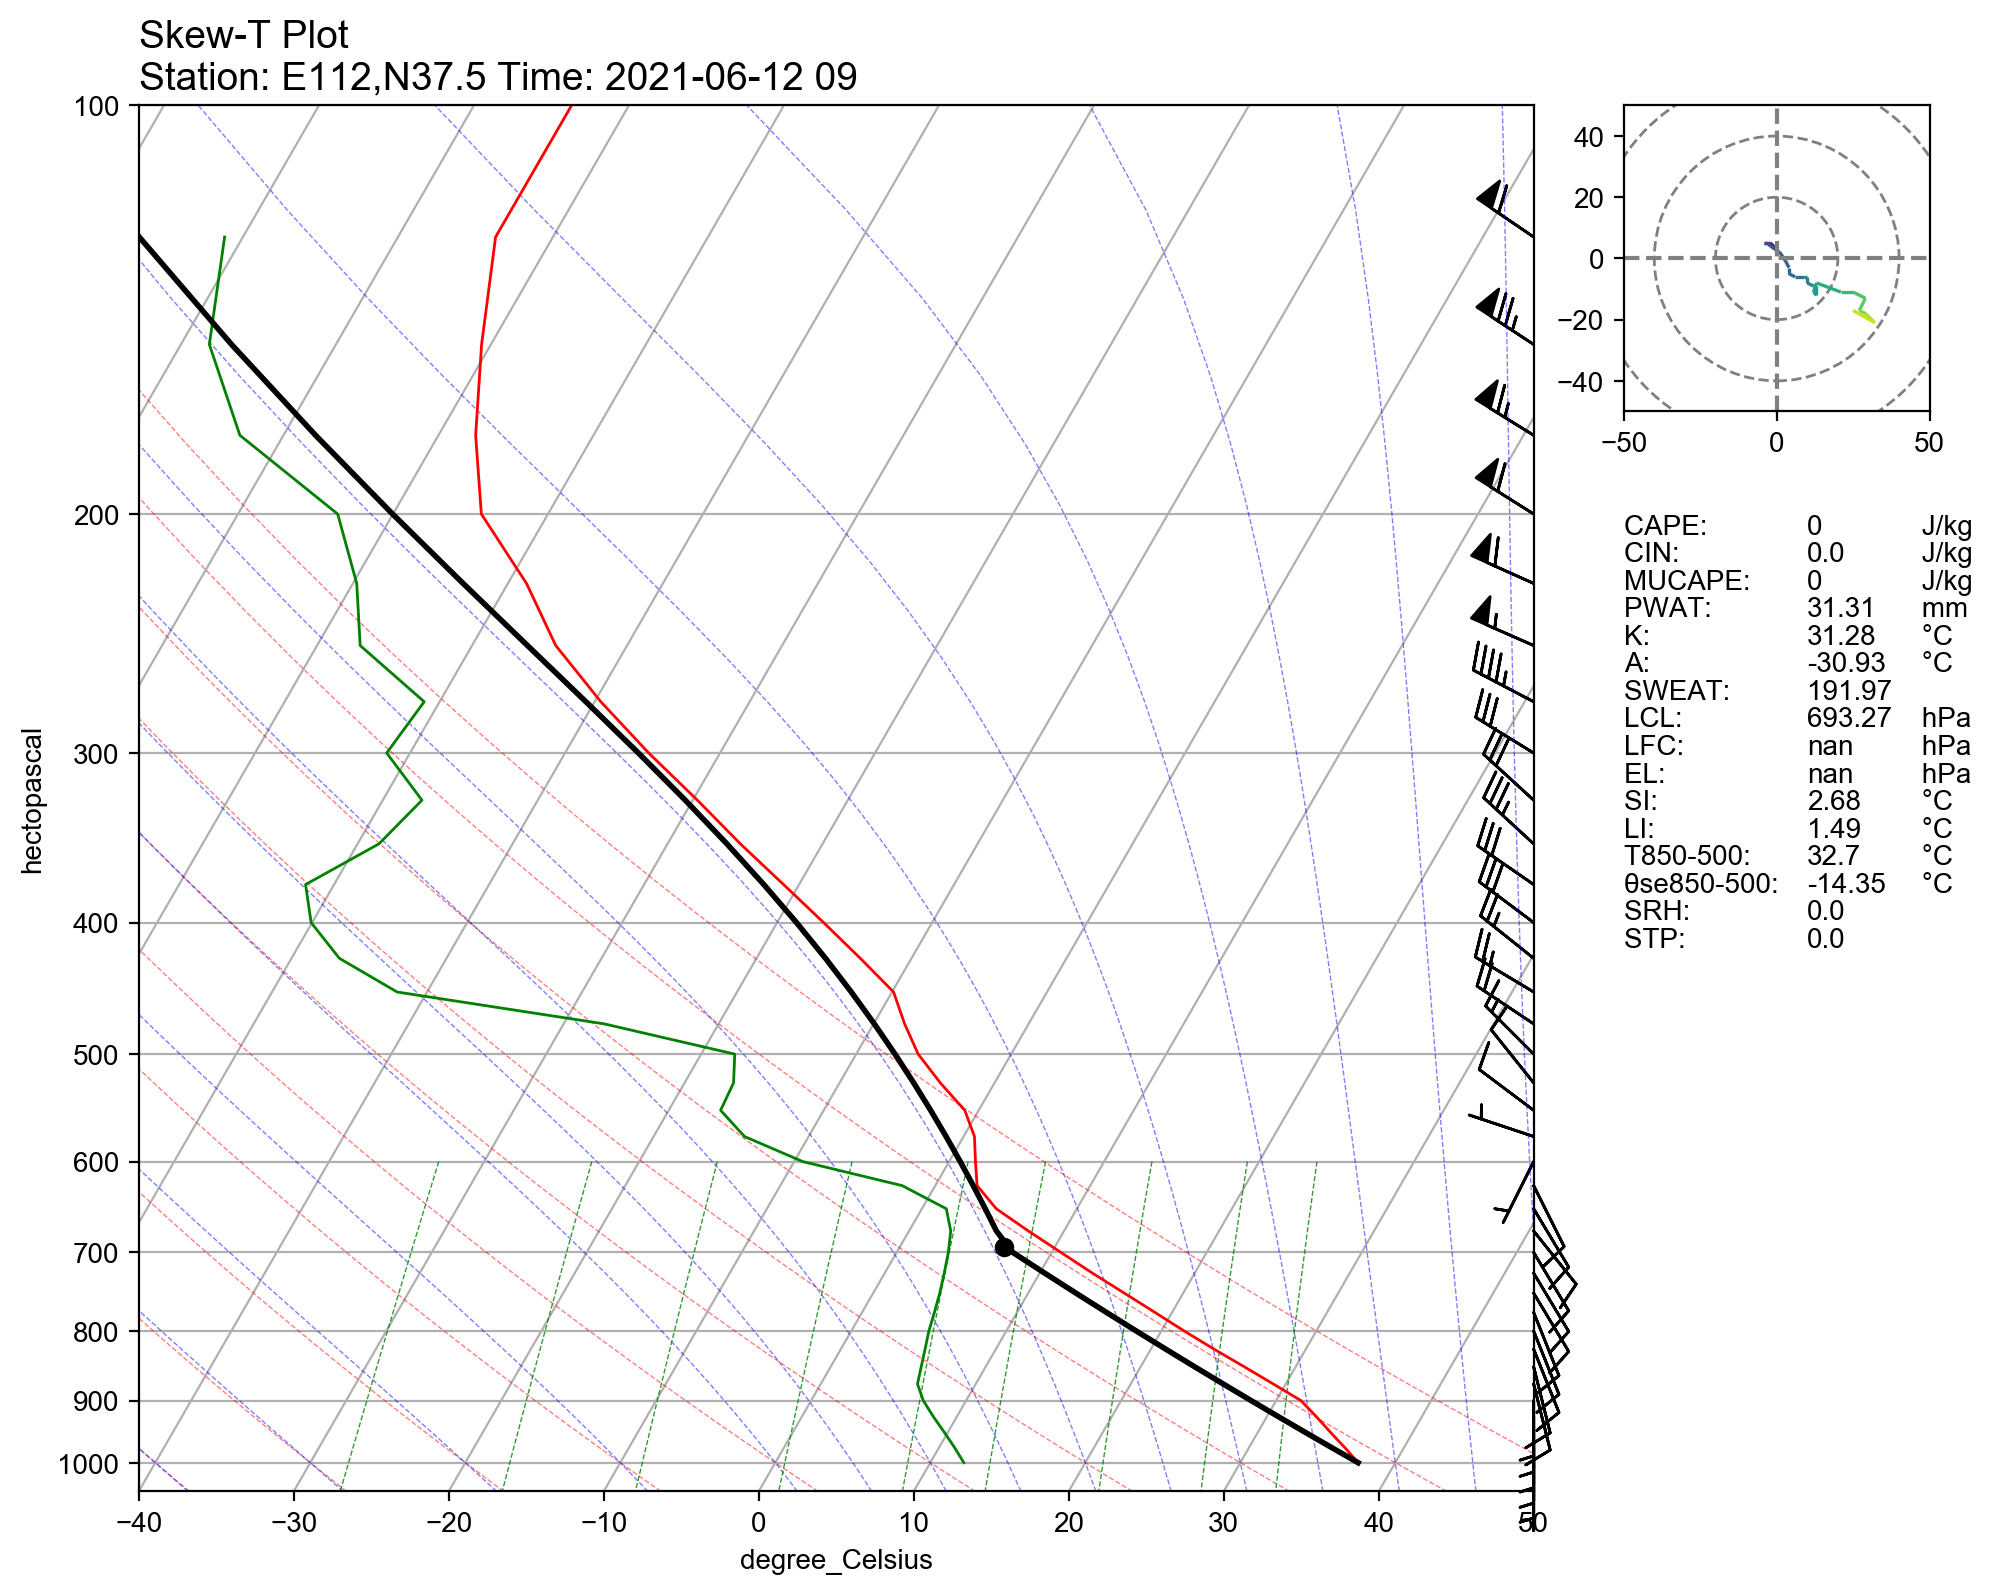 Skew-T Plot
Station: E112,N37.5 Time: 2021-06-12 09
100
200
300
400
500
600
700
800
900
1000
hectopascal
−40 −30 −20 −10 0 10 20 30 40 50
degree_Celsius
40
20
0
−20
−40
−50 0 50
CAPE: 0 J/kg
CIN: 0.0 J/kg
MUCAPE: 0 J/kg
PWAT: 31.31 mm
K: 31.28 °C
A: -30.93 °C
SWEAT: 191.97
LCL: 693.27 hPa
LFC: nan hPa
EL: nan hPa
SI: 2.68 °C
LI: 1.49 °C
T850-500: 32.7 °C
θse850-500: -14.35 °C
SRH: 0.0
STP: 0.0